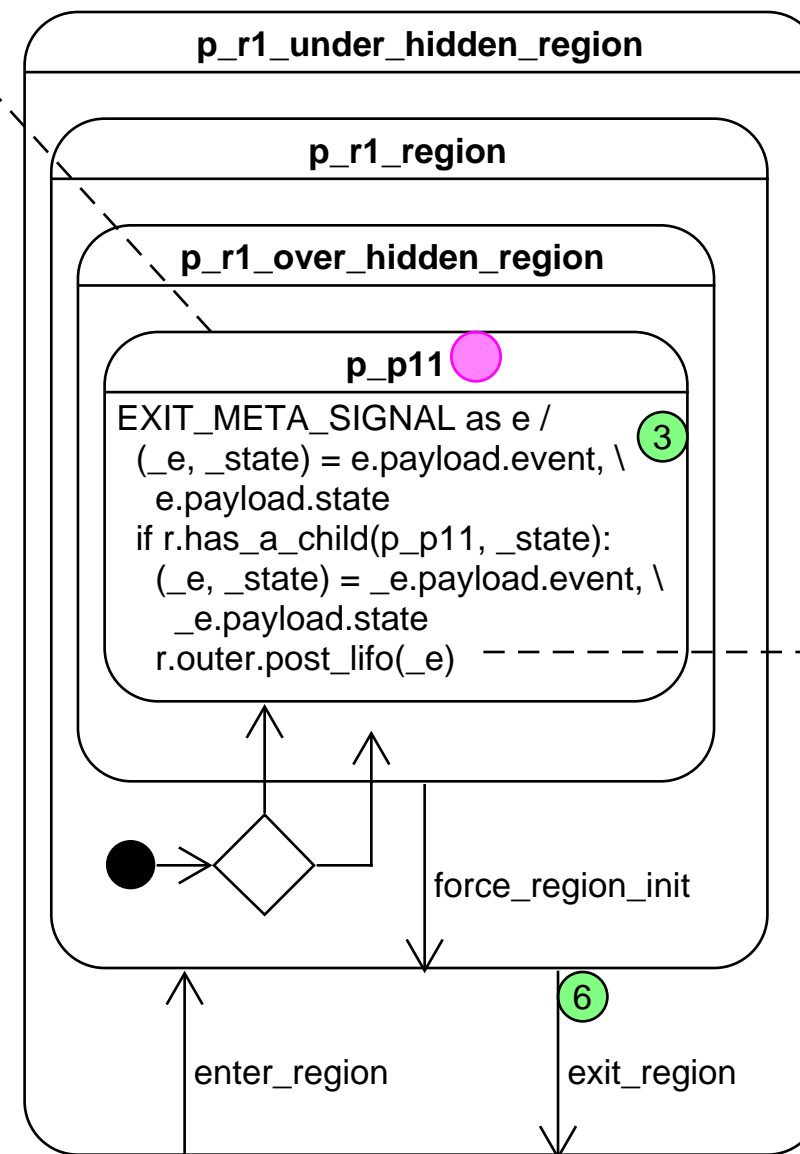 p_r1_under_hidden_region
p_r1_region
p_r1_over_hidden_region
p_p11
EXIT_META_SIGNAL as e /
(_e, _state) = e.payload.event, \
e.payload.state
if r.has_a_child(p_p11, _state):
(_e, _state) = _e.payload.event, \
_e.payload.state
r.outer.post_lifo(_e)
3
force_region_init
6
enter_region
exit_region